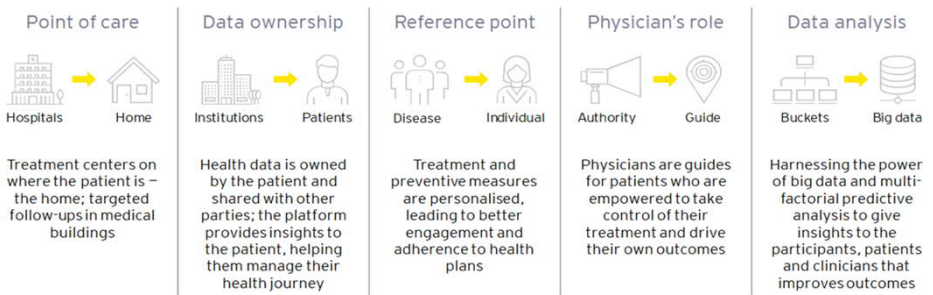 Point of care
Hospitals
Home
Treatment centers on
where the patient is –
the home; targeted
follow-ups in medical
buildings
Data ownership
Institutions
Patients
Health data is owned
by the patient and
shared with other
parties; the platform
provides insights to
the patient, helping
them manage their
health journey
Reference point
Disease
Individual
Treatment and
preventive measures
are personalised,
leading to better
engagement and
adherence to health
plans
Physician's role
Authority
Guide
Physicians are guides
for patients who are
empowered to take
control of their
treatment and drive
their own outcomes
Data analysis
Buckets
Big data
Harnessing the power
of big data and multi-
factorial predictive
analysis to give
insights to the
participants, patients
and clinicians that
improves outcomes